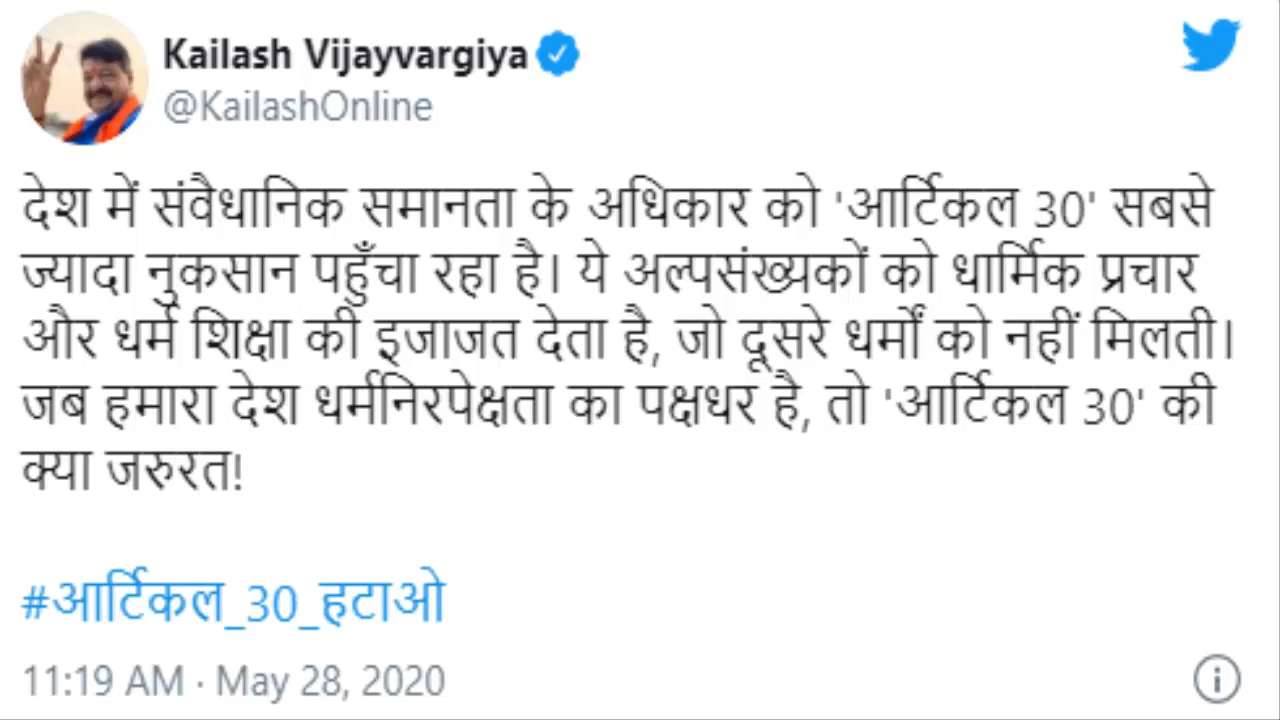 Kailash Vijayvargiya
@KailashOnline
देश में संवैधानिक समानता के अधिकार को 'आर्टिकल 30' सबसे
ज्यादा नुकसान पहुँचा रहा है। ये अल्पसंख्यकों को धार्मिक प्रचार
और धर्म शिक्षा की इजाजत देता है, जो दूसरे धर्मों को नहीं मिलती।
जब हमारा देश धर्मनिरपेक्षता का पक्षधर है, तो 'आर्टिकल 30' की
क्या जरुरत!
#आर्टिकल_30_हटाओ
11:19 AM · May 28, 2020